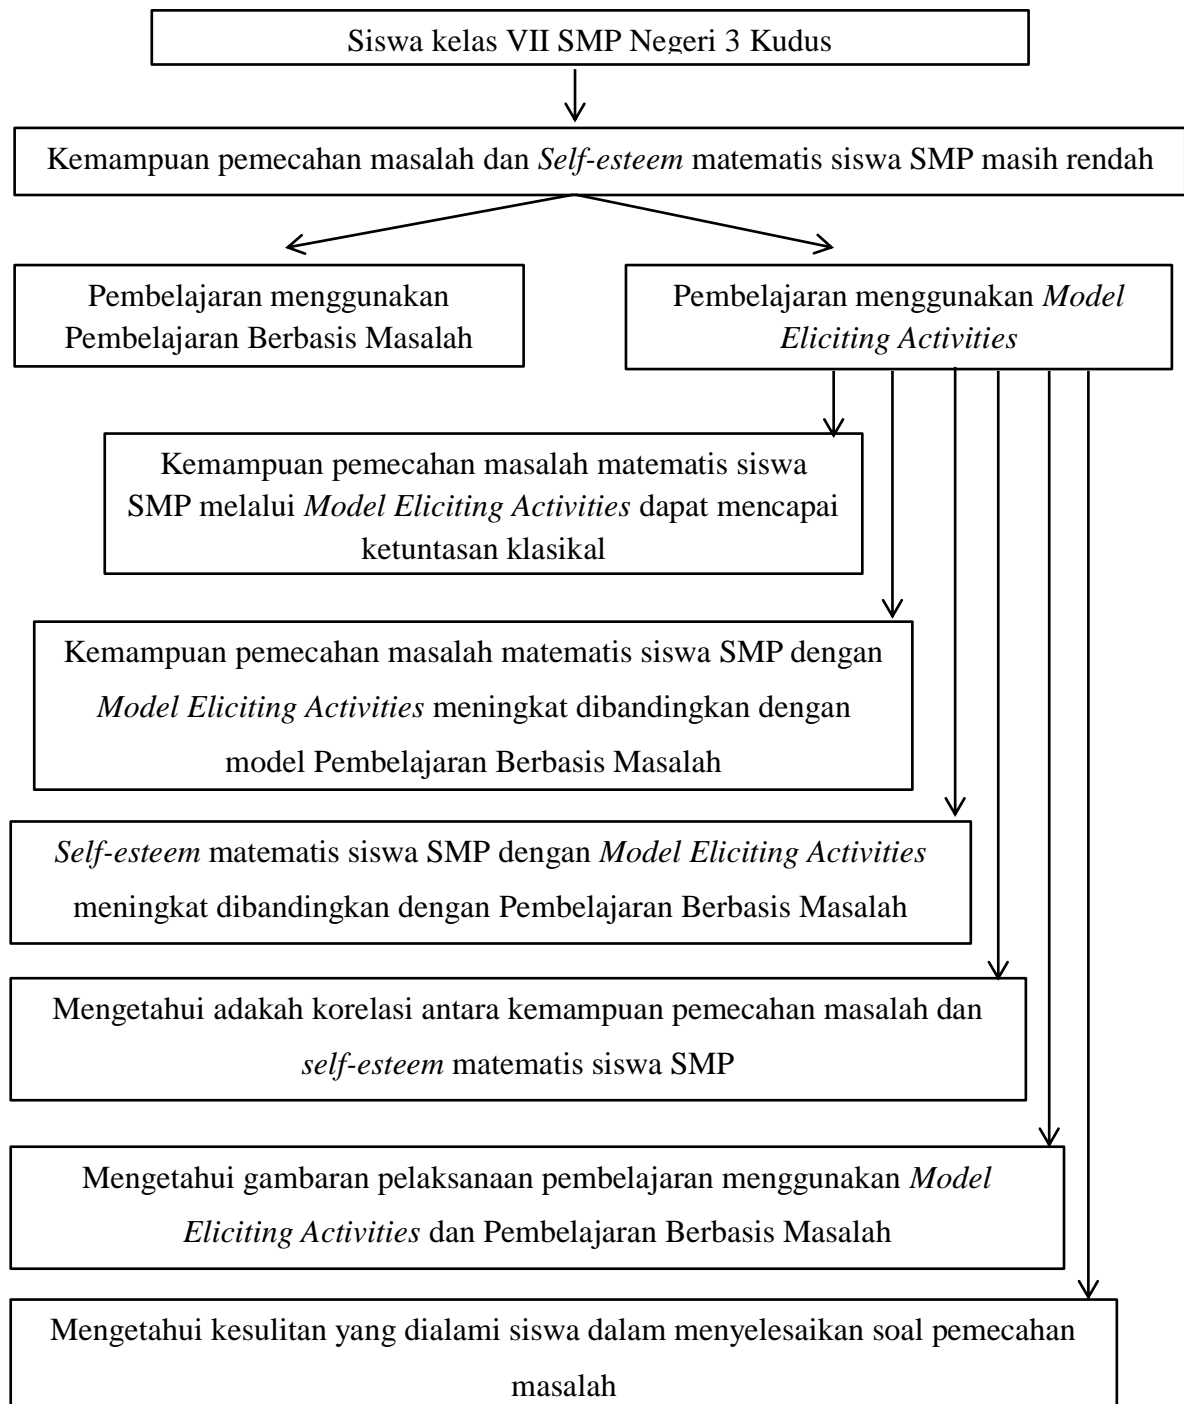 Siswa kelas VII SMP Negeri 3 Kudus
Kemampuan pemecahan masalah dan Self-esteem matematis siswa SMP masih rendah
Pembelajaran menggunakan
Pembelajaran Berbasis Masalah
Pembelajaran menggunakan Model
Eliciting Activities
Kemampuan pemecahan masalah matematis siswa
SMP melalui Model Eliciting Activities dapat mencapai
ketuntasan klasikal
Kemampuan pemecahan masalah matematis siswa SMP dengan
Model Eliciting Activities meningkat dibandingkan dengan
model Pembelajaran Berbasis Masalah
Self-esteem matematis siswa SMP dengan Model Eliciting Activities
meningkat dibandingkan dengan Pembelajaran Berbasis Masalah
Mengetahui adakah korelasi antara kemampuan pemecahan masalah dan
self-esteem matematis siswa SMP
Mengetahui gambaran pelaksanaan pembelajaran menggunakan Model
Eliciting Activities dan Pembelajaran Berbasis Masalah
Mengetahui kesulitan yang dialami siswa dalam menyelesaikan soal pemecahan
masalah